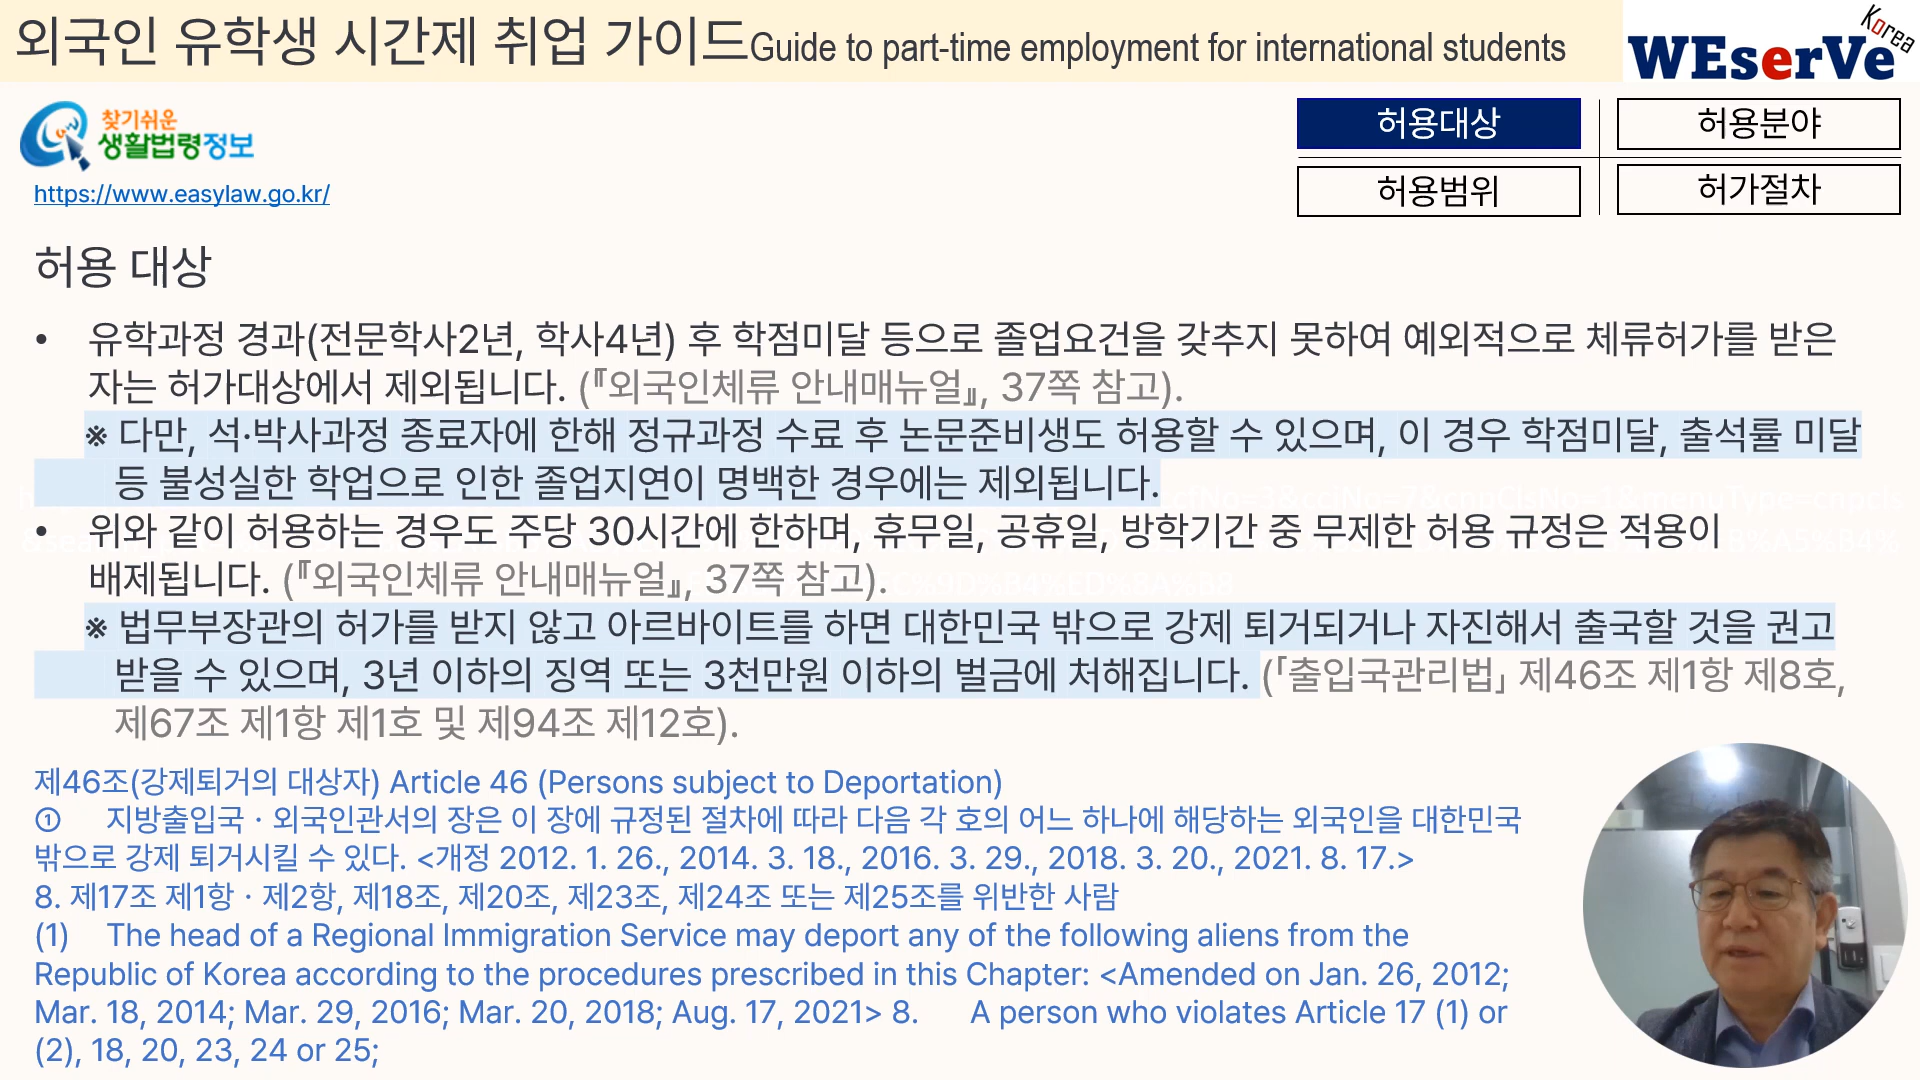 외국인 유학생 시간제 취업 가이드Guide to part-time employment for international students
WEserVe Korea
찾기쉬운
생활법령정보
https://www.easylaw.go.kr/
허용대상
허용분야
허용범위
허가절차
허용 대상
• 유학과정 경과(전문학사2년, 학사4년) 후 학점미달 등으로 졸업요건을 갖추지 못하여 예외적으로 체류허가를 받은
자는 허가대상에서 제외됩니다. (『외국인체류 안내매뉴얼』, 37쪽 참고).
※ 다만, 석·박사과정 종료자에 한해 정규과정 수료 후 논문준비생도 허용할 수 있으며, 이 경우 학점미달, 출석률 미달
등 불성실한 학업으로 인한 졸업지연이 명백한 경우에는 제외됩니다.
• 위와 같이 허용하는 경우도 주당 30시간에 한하며, 휴무일, 공휴일, 방학기간 중 무제한 허용 규정은 적용이
배제됩니다. (『외국인체류 안내매뉴얼』, 37쪽 참고).
※ 법무부장관의 허가를 받지 않고 아르바이트를 하면 대한민국 밖으로 강제 퇴거되거나 자진해서 출국할 것을 권고
받을 수 있으며, 3년 이하의 징역 또는 3천만원 이하의 벌금에 처해집니다. (「출입국관리법」 제46조 제1항 제8호,
제67조 제1항 제1호 및 제94조 제12호).
제46조(강제퇴거의 대상자) Article 46 (Persons subject to Deportation)
① 지방출입국ㆍ외국인관서의 장은 이 장에 규정된 절차에 따라 다음 각 호의 어느 하나에 해당하는 외국인을 대한민국
밖으로 강제 퇴거시킬 수 있다. <개정 2012. 1. 26., 2014. 3. 18., 2016. 3. 29., 2018. 3. 20., 2021. 8. 17.>
8. 제17조 제1항ㆍ제2항, 제18조, 제20조, 제23조, 제24조 또는 제25조를 위반한 사람
(1) The head of a Regional Immigration Service may deport any of the following aliens from the
Republic of Korea according to the procedures prescribed in this Chapter: <Amended on Jan. 26, 2012;
Mar. 18, 2014; Mar. 29, 2016; Mar. 20, 2018; Aug. 17, 2021> 8. A person who violates Article 17 (1) or
(2), 18, 20, 23, 24 or 25;